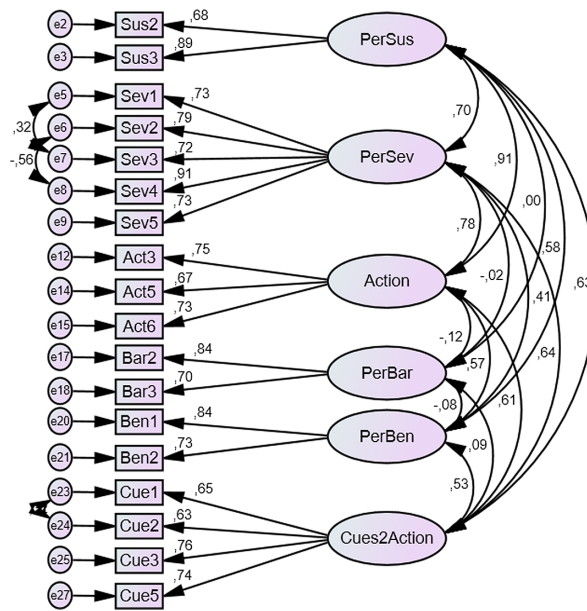 e2 Sus2 ,68 PerSus
e3 Sus3 ,89
e5 Sev1 ,73
,70
,32 e6 Sev2 ,79
e7 Sev3 ,72 PerSev ,91
-,56 e8 Sev4 ,91 ,00
e9 Sev5 ,73 ,78
,58
e12 Act3 ,75 -,02 ,63
e14 Act5 ,67 Action ,41
e15 Act6 ,73
-,12 ,64
e17 Bar2 ,84 ,57
e18 Bar3 ,70 PerBar
-,08 ,61
e20 Ben1 ,84
e21 Ben2 ,73 PerBen ,09
,53
e23 Cue1 ,65
e24 Cue2 ,63 Cues2Action
e25 Cue3 ,76
e27 Cue5 ,74